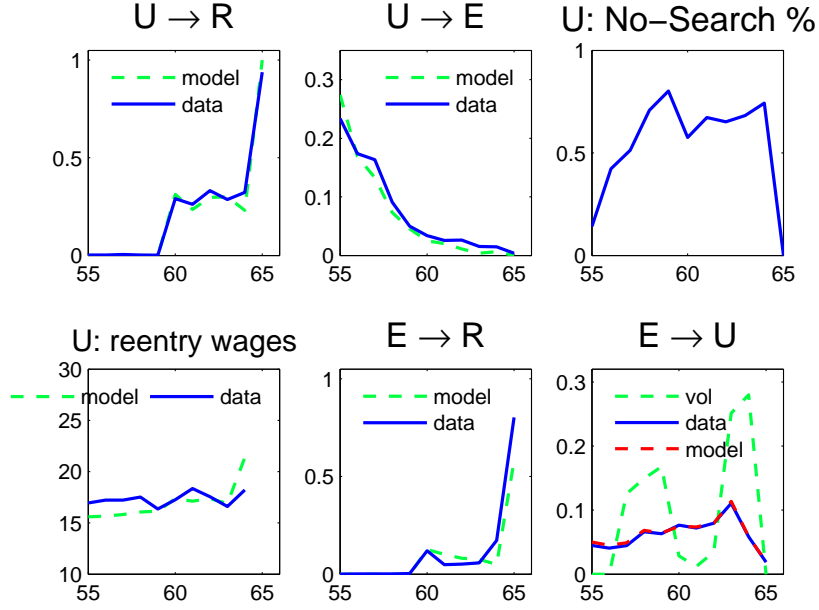 U → R
U → E
U: No−Search %
1
0.5
0
model
data
55
60
65
0.3
0.2
0.1
0
model
data
55
60
65
1
0.5
0
55
60
65
U: reentry wages
E → R
E → U
30
25
20
15
10
model
data
55
60
65
1
0.5
0
model
data
55
60
65
0.3
0.2
0.1
0
vol
data
model
55
60
65